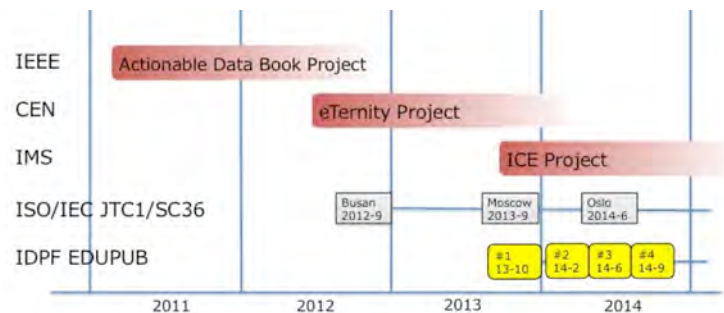 IEEE
Actionable Data Book Project
CEN
eTernity Project
IMS
ICE Project
ISO/IEC JTC1/SC36
Busan
2012-9
Moscow
2013-9
Oslo
2014-6
IDPF EDUPUB
#1
13-10
#2
14-2
#3
14-6
#4
14-9
2011
2012
2013
2014